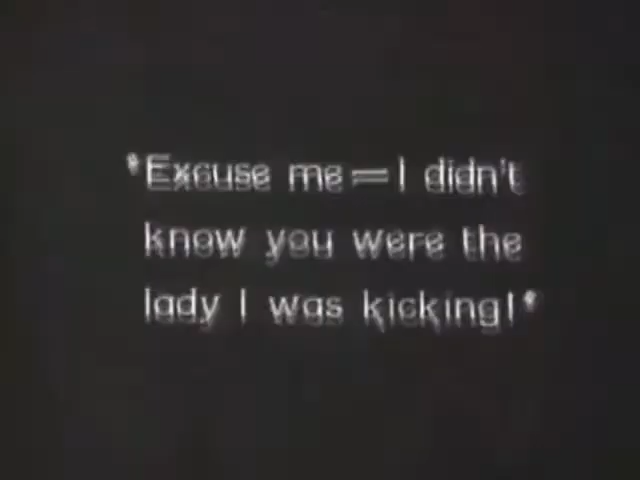 "Excuse me—I didn't
know you were the
lady I was kicking!"